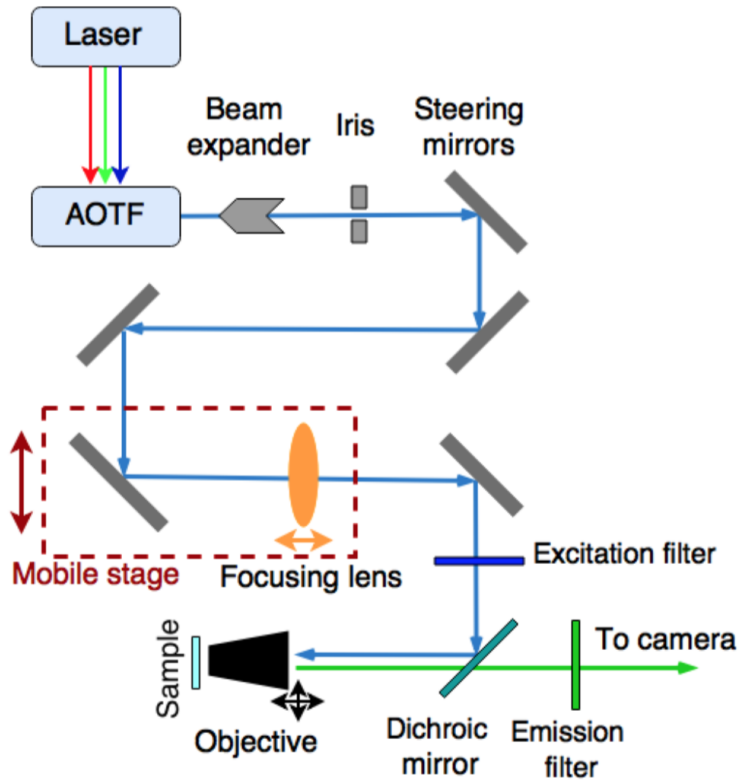 Laser
Beam
expander
Iris
Steering
mirrors
AOTF
Mobile stage
Focusing lens
Excitation filter
Sample
To camera
Objective
Dichroic
mirror
Emission
filter